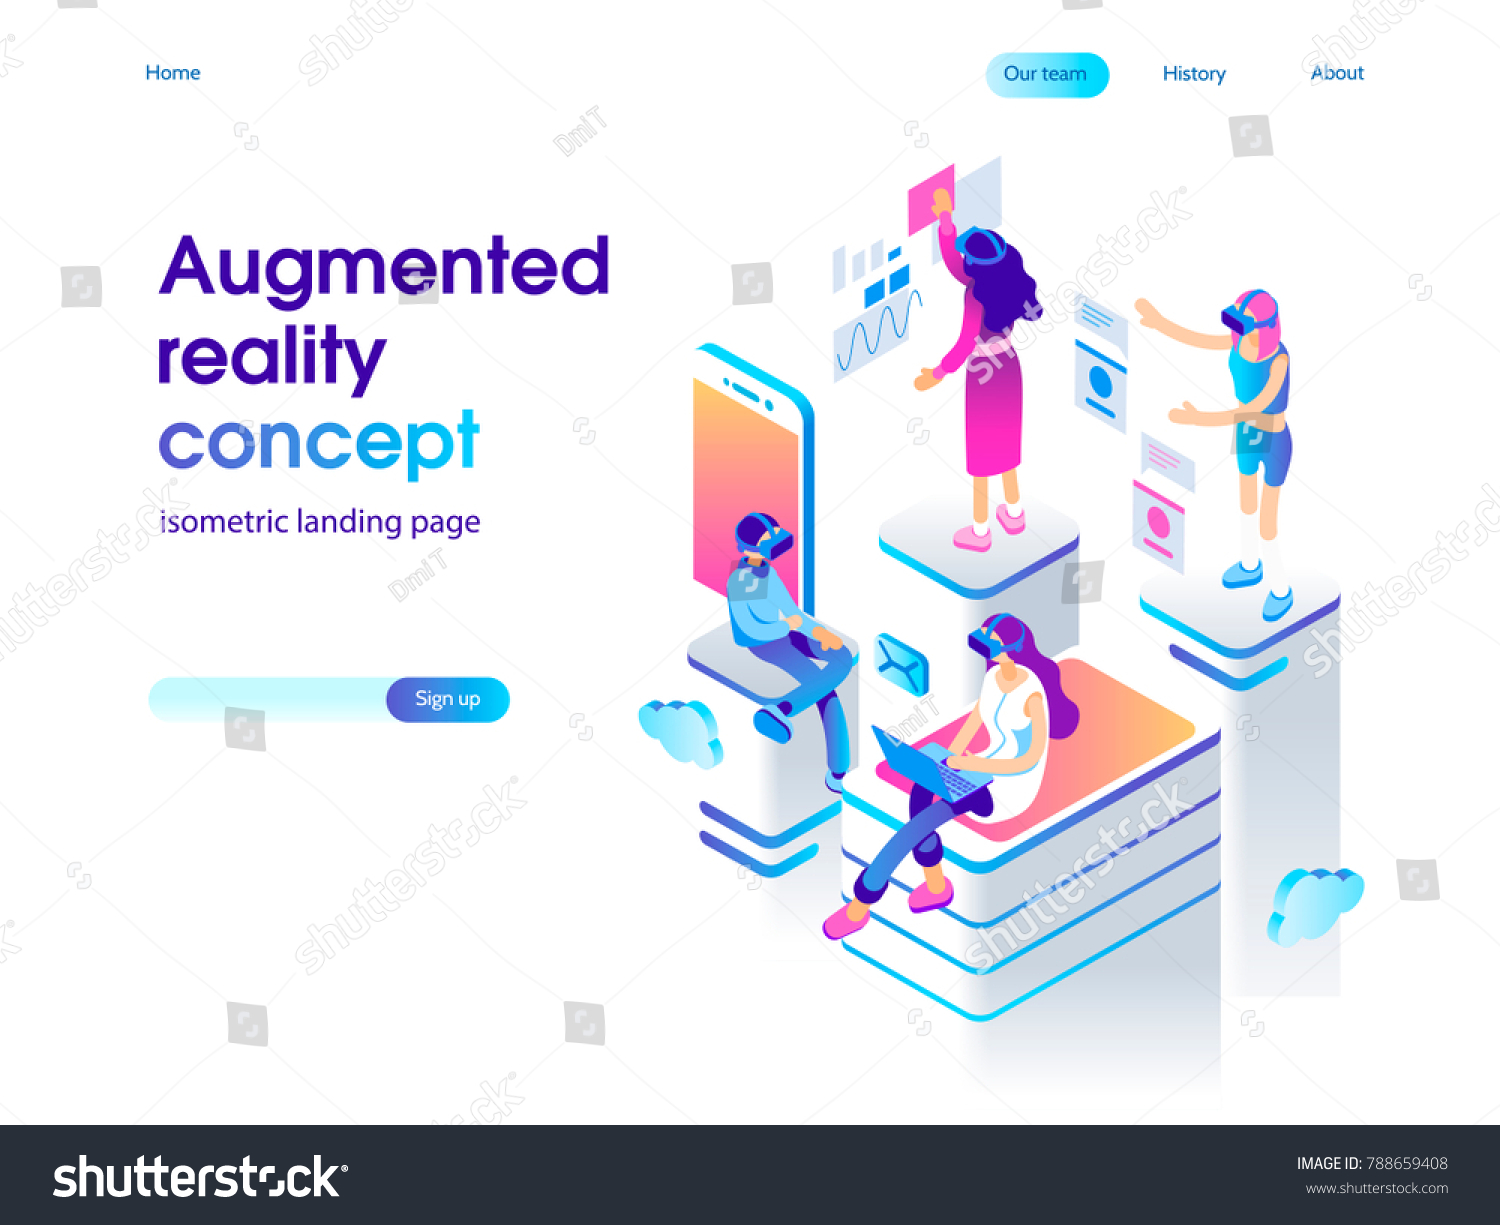 Home
Our team
History
About
Augmented
reality
concept
isometric landing page
Sign up
shutterstock
DmiT
shutterstock
IMAGE ID: 788659408
www.shutterstock.com